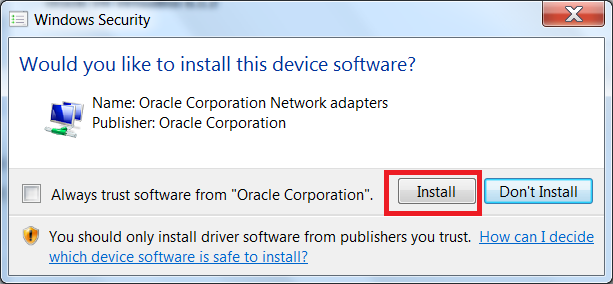 Windows Security
Would you like to install this device software?
Name: Oracle Corporation Network adapters
Publisher: Oracle Corporation
Always trust software from "Oracle Corporation".
Install
Don't Install
You should only install driver software from publishers you trust. How can I decide
which device software is safe to install?